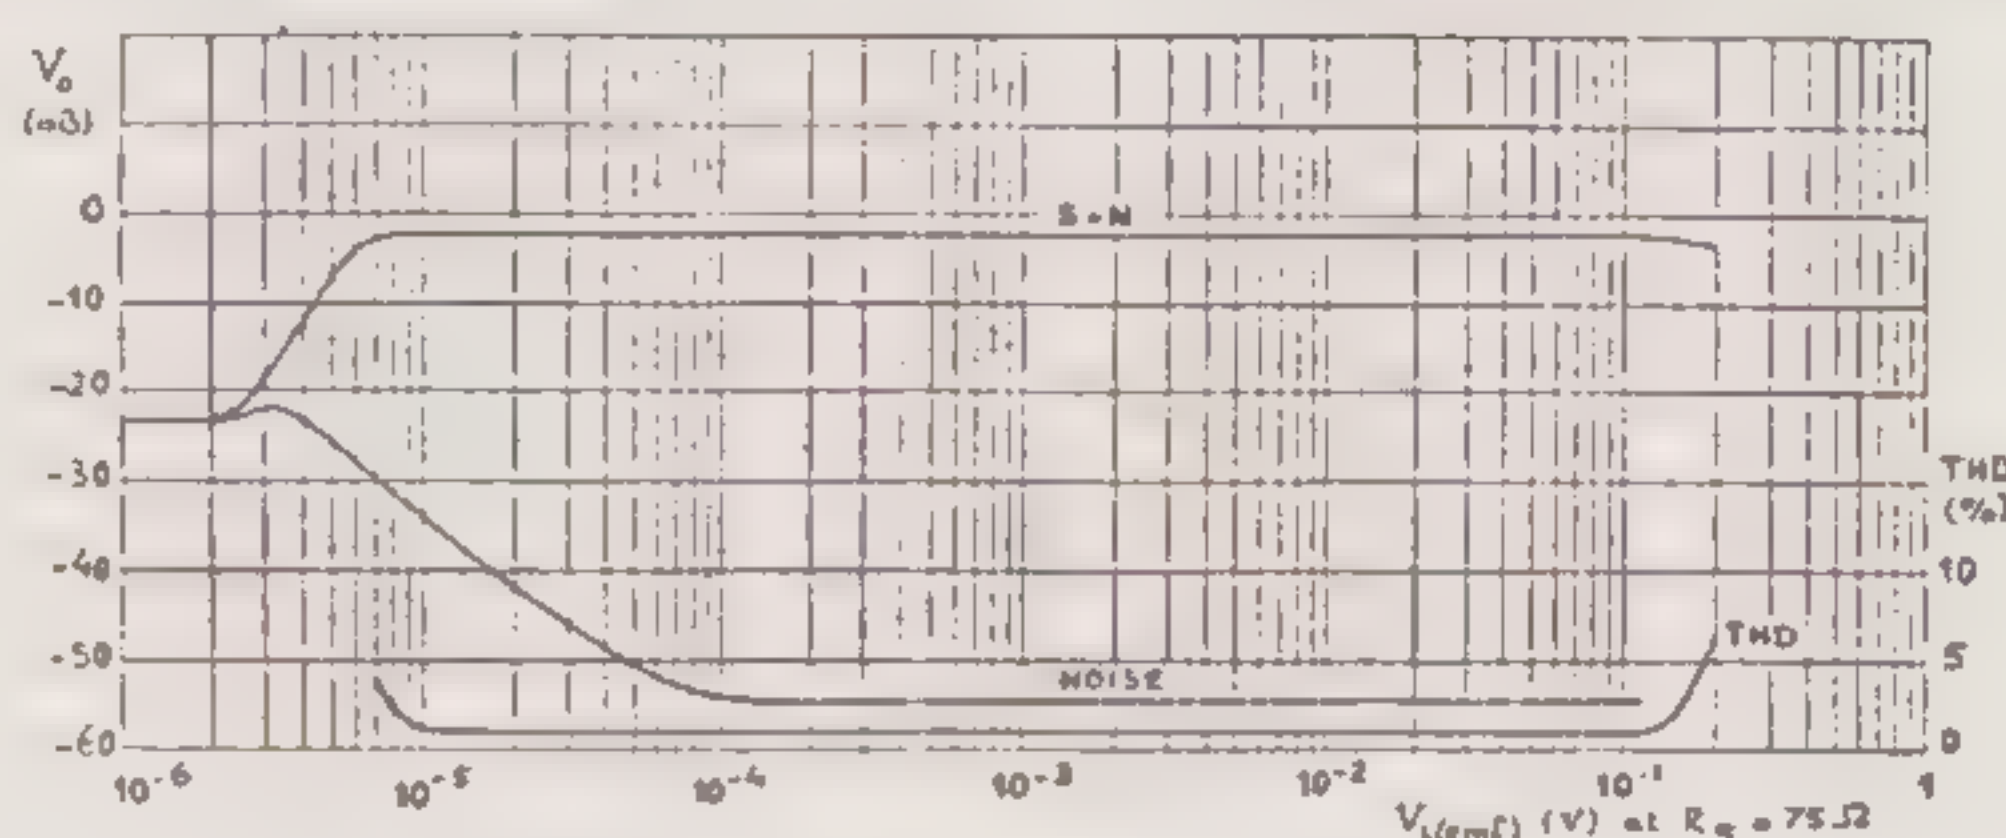 V₀
(dB)
0
-10
-20
-30
-40
-50
-60
S+N
NOISE
THD
THD
(%)
10
5
0
10⁻⁶ 10⁻⁵ 10⁻⁴ 10⁻³ 10⁻² 10⁻¹ 1
Vi(emf) (V) at R = 75 Ω